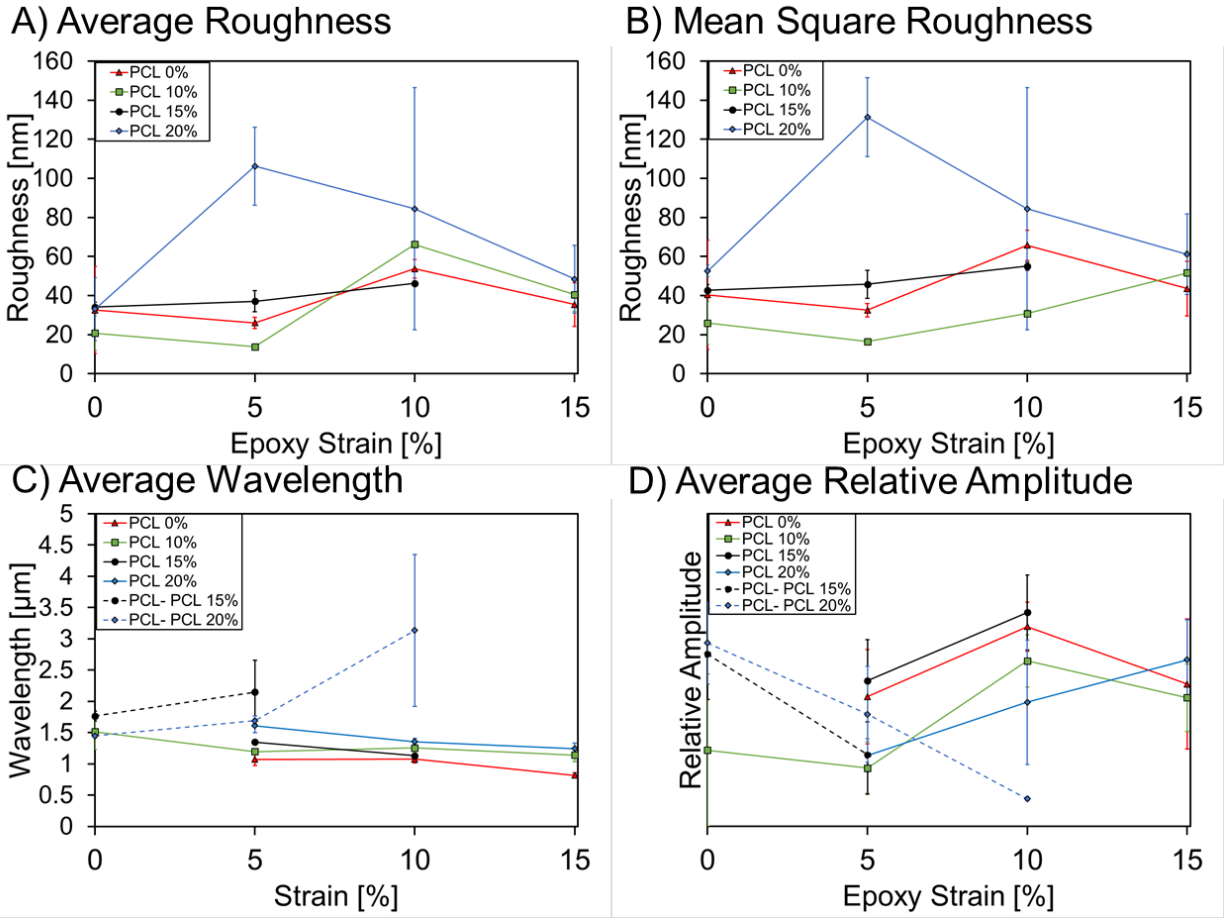 A) Average Roughness
160
140
120
100
80
60
40
20
0
Roughness [nm]
PCL 0%
PCL 10%
PCL 15%
PCL 20%
0 5 10 15
Epoxy Strain [%]
B) Mean Square Roughness
160
140
120
100
80
60
40
20
0
Roughness [nm]
PCL 0%
PCL 10%
PCL 15%
PCL 20%
0 5 10 15
Epoxy Strain [%]
C) Average Wavelength
5
4.5
4
3.5
3
2.5
2
1.5
1
0.5
0
Wavelength [µm]
PCL 0%
PCL 10%
PCL 15%
PCL 20%
PCL- PCL 15%
PCL- PCL 20%
0 5 10 15
Strain [%]
D) Average Relative Amplitude
Relative Amplitude
PCL 0%
PCL 10%
PCL 15%
PCL 20%
PCL- PCL 15%
PCL- PCL 20%
0 5 10 15
Epoxy Strain [%]